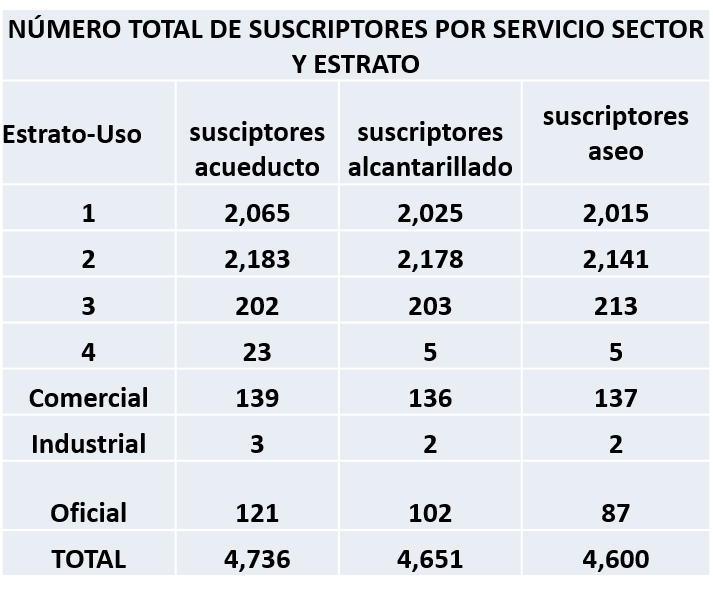 NÚMERO TOTAL DE SUSCRIPTORES POR SERVICIO SECTOR
Y ESTRATO
Estrato-Uso susciptores acueducto suscriptores alcantarillado suscriptores aseo
1 2,065 2,025 2,015
2 2,183 2,178 2,141
3 202 203 213
4 23 5 5
Comercial 139 136 137
Industrial 3 2 2
Oficial 121 102 87
TOTAL 4,736 4,651 4,600